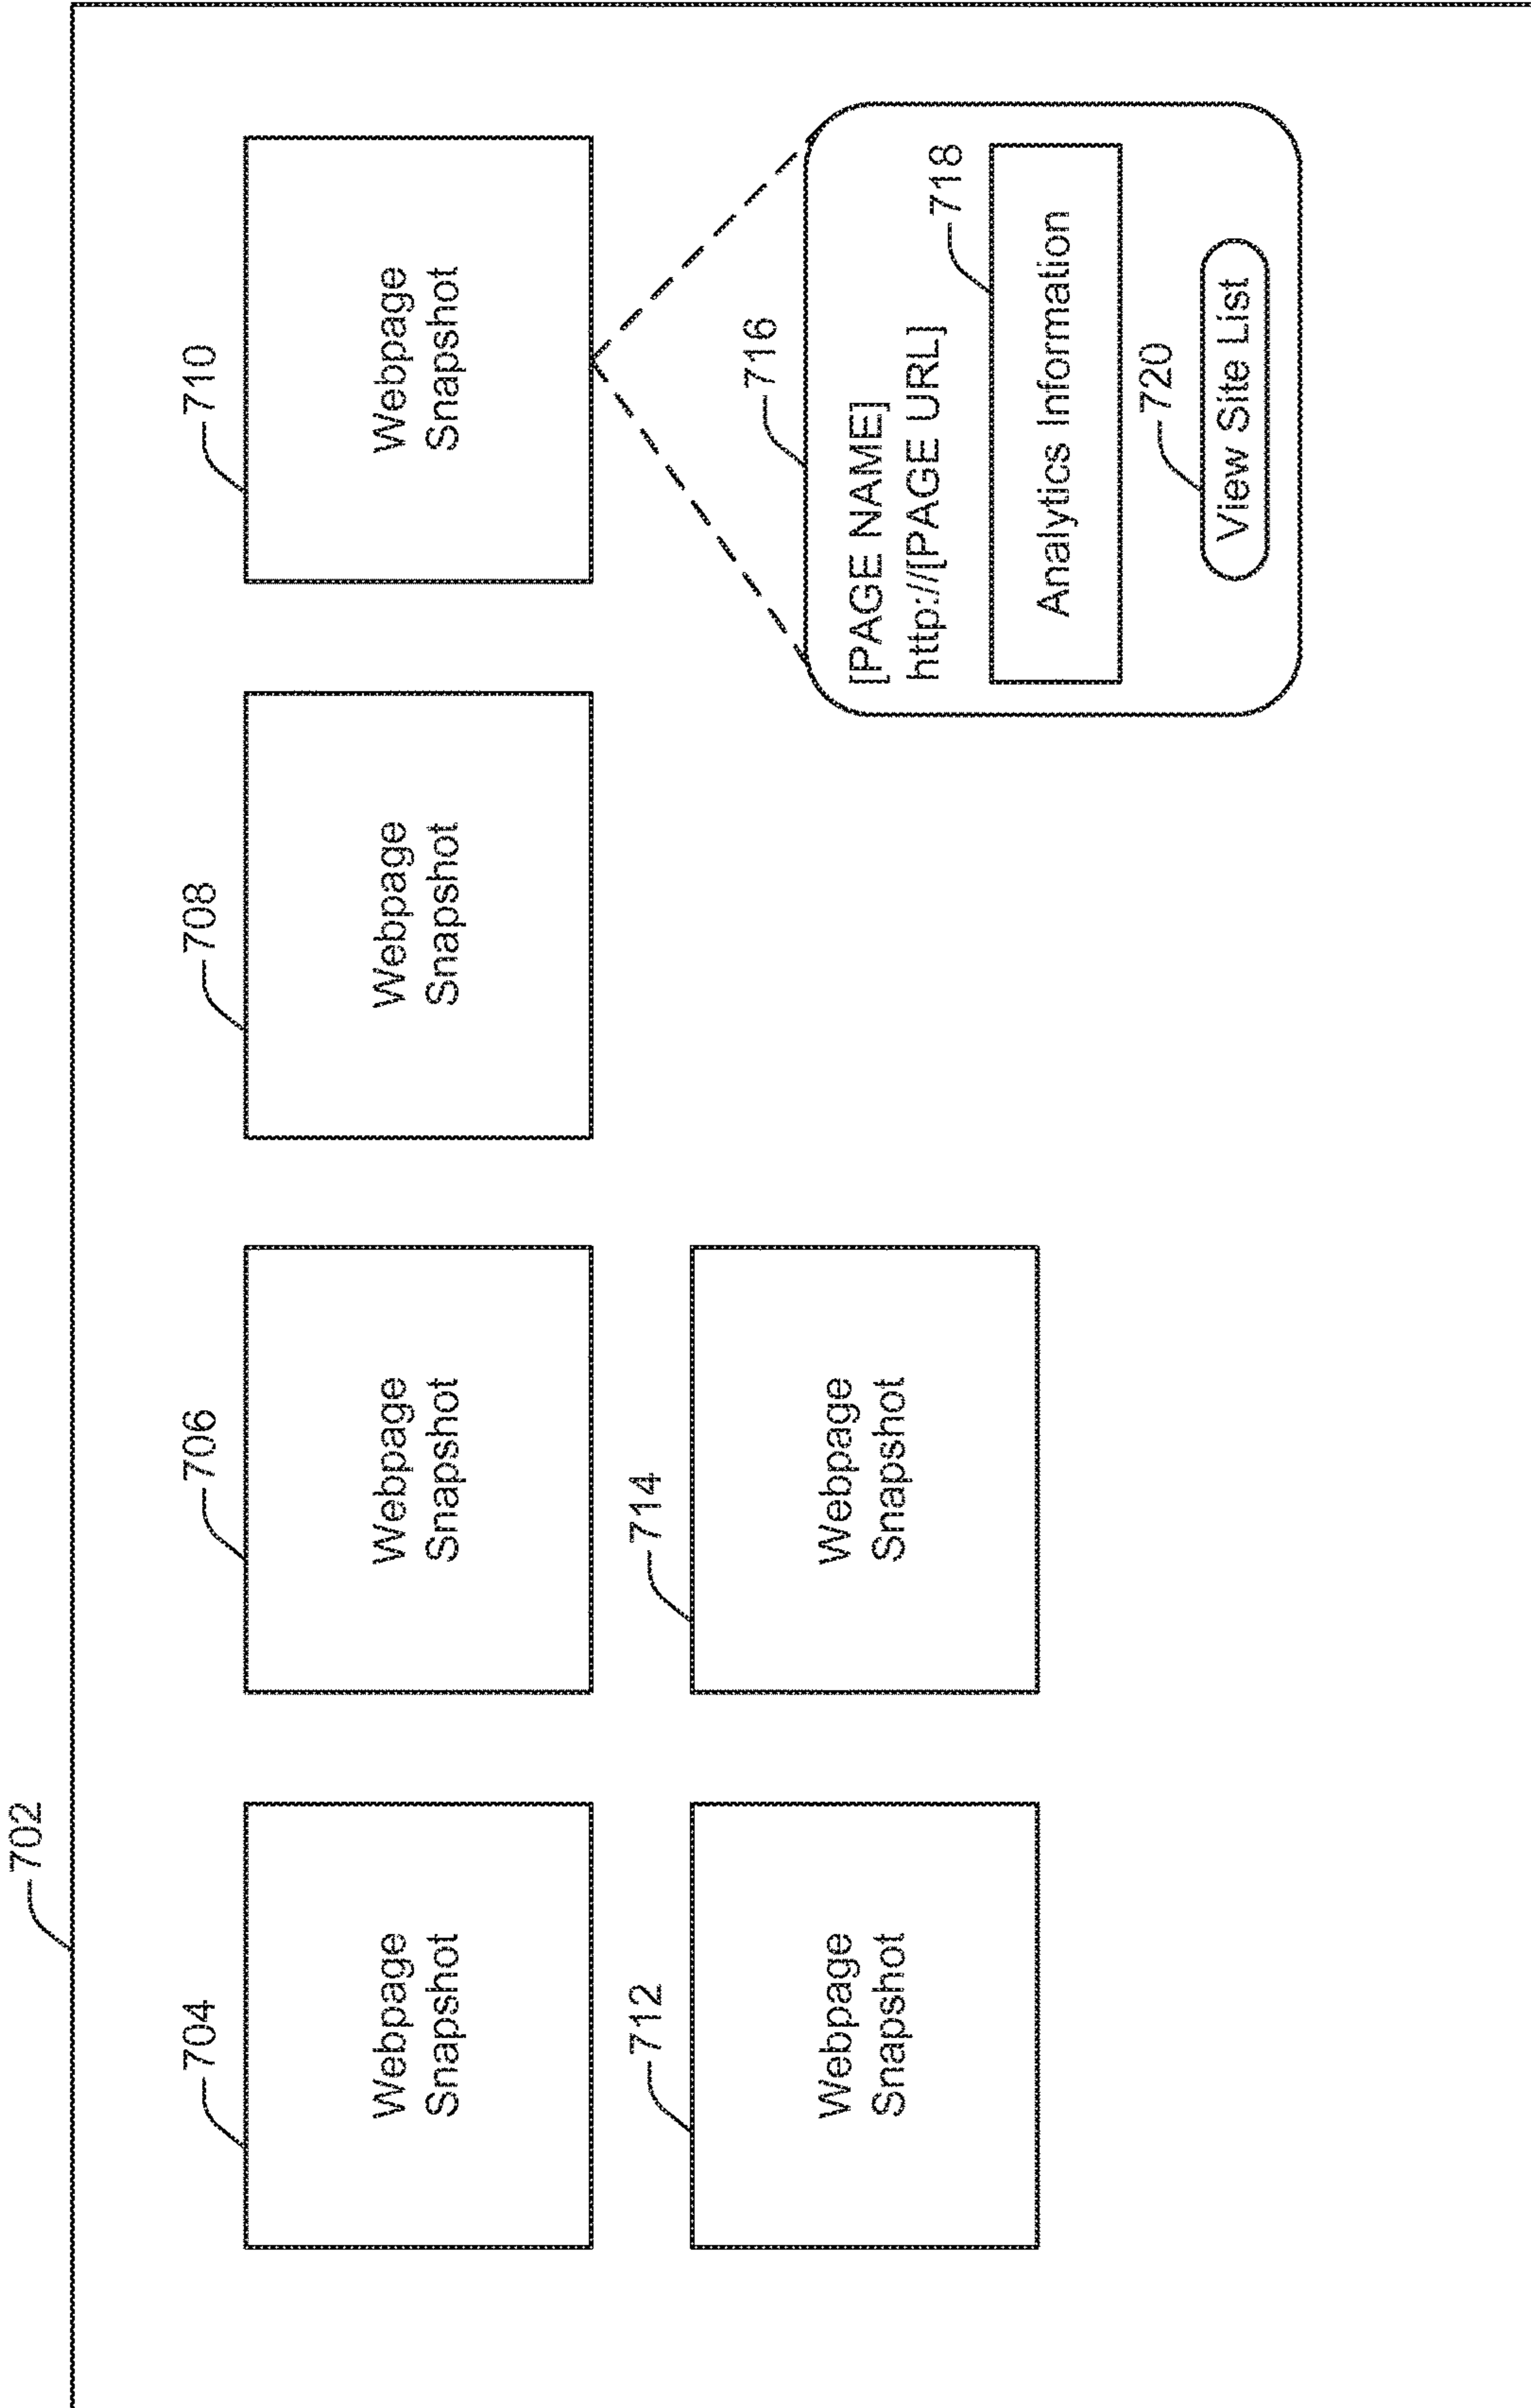 702
704
Webpage
Snapshot
706
Webpage
Snapshot
708
Webpage
Snapshot
710
Webpage
Snapshot
712
Webpage
Snapshot
714
Webpage
Snapshot
716
[PAGE NAME]
http://[PAGE URL]
718
Analytics Information
720
View Site List